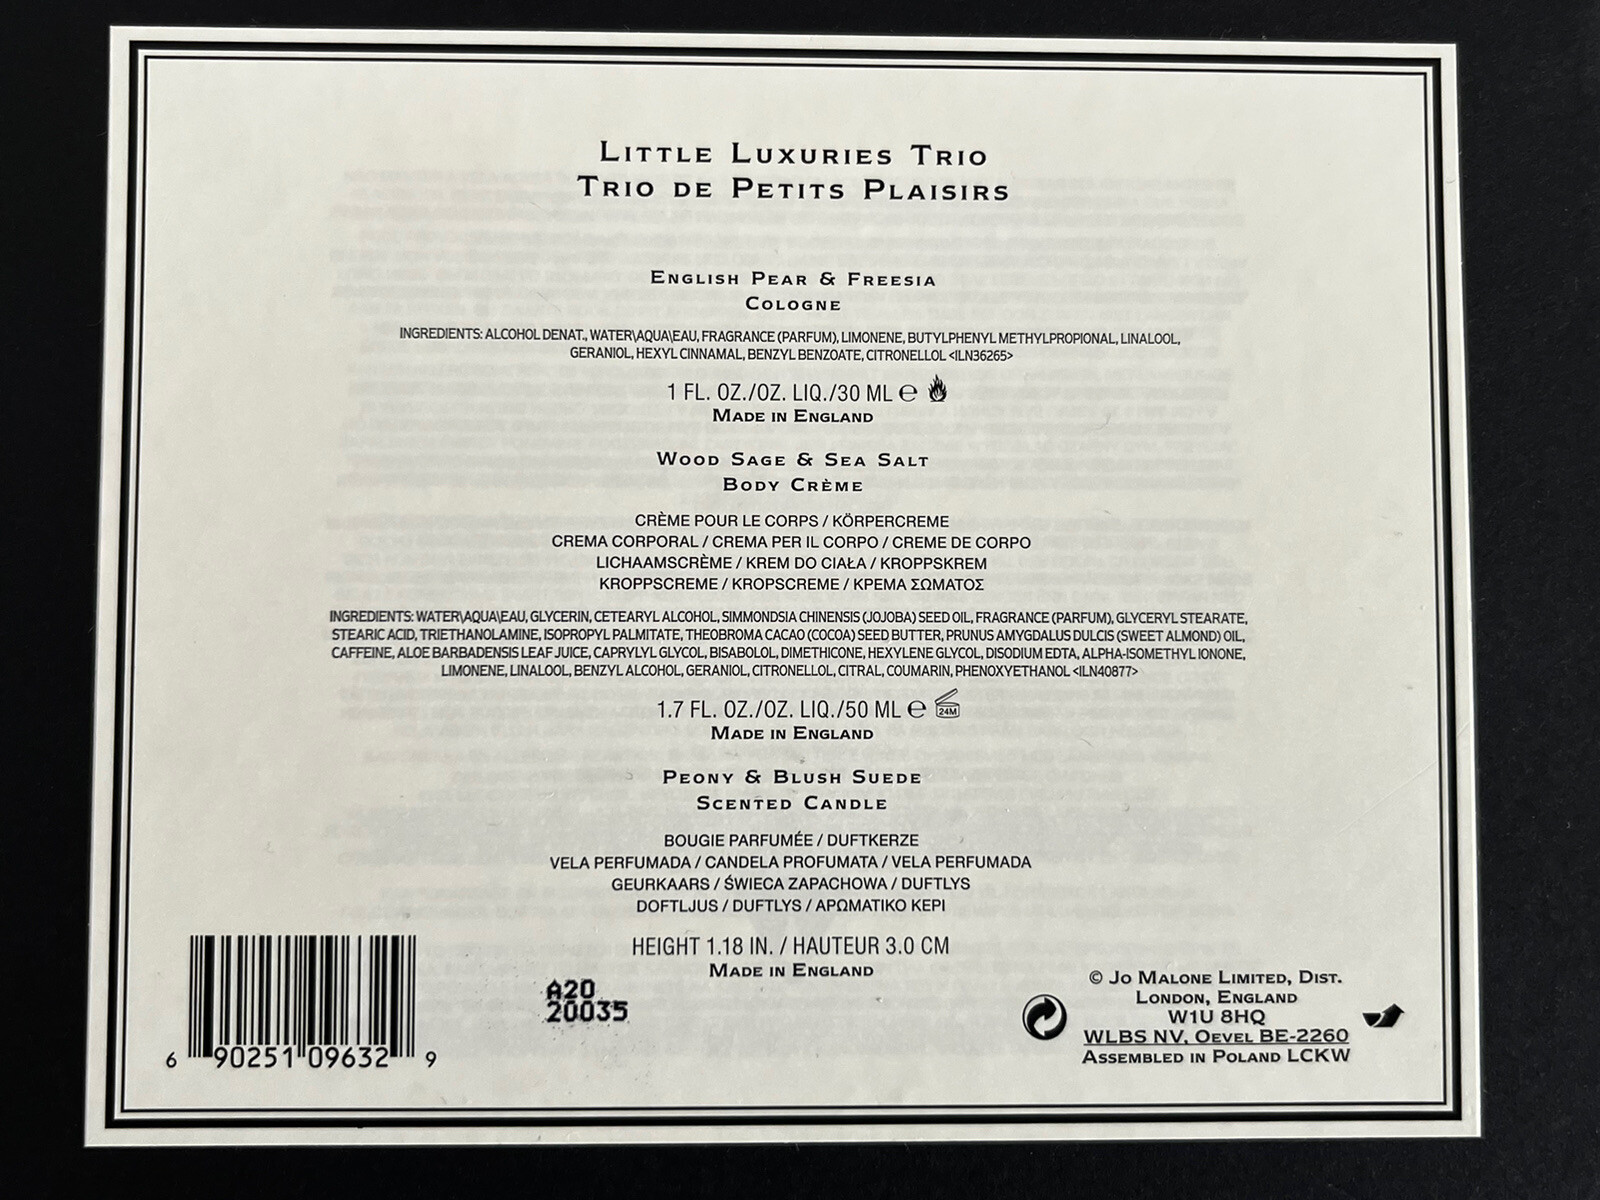 LITTLE LUXURIES TRIO
TRIO DE PETITS PLAISIRS
ENGLISH PEAR & FREESIA
COLOGNE
INGREDIENTS: ALCOHOL DENAT., WATER\AQUA\EAU, FRAGRANCE (PARFUM), LIMONENE, BUTYLPHENYL METHYLPROPIONAL, LINALOOL,
GERANIOL, HEXYL CINNAMAL, BENZYL BENZOATE, CITRONELLOL <ILN36265>
1 FL. OZ./OZ. LIQ./30 ML ℮
MADE IN ENGLAND
WOOD SAGE & SEA SALT
BODY CRÈME
CRÈME POUR LE CORPS / KÖRPERCREME
CREMA CORPORAL / CREMA PER IL CORPO / CREME DE CORPO
LICHAAMSCRÈME / KREM DO CIAŁA / KROPPSKREM
KROPPSCREME / KROPSCREME / ΚΡΕΜΑ ΣΩΜΑΤΟΣ
INGREDIENTS: WATER\AQUA\EAU, GLYCERIN, CETEARYL ALCOHOL, SIMMONDSIA CHINENSIS (JOJOBA) SEED OIL, FRAGRANCE (PARFUM), GLYCERYL STEARATE,
STEARIC ACID, TRIETHANOLAMINE, ISOPROPYL PALMITATE, THEOBROMA CACAO (COCOA) SEED BUTTER, PRUNUS AMYGDALUS DULCIS (SWEET ALMOND) OIL,
CAFFEINE, ALOE BARBADENSIS LEAF JUICE, CAPRYLYL GLYCOL, BISABOLOL, DIMETHICONE, HEXYLENE GLYCOL, DISODIUM EDTA, ALPHA-ISOMETHYL IONONE,
LIMONENE, LINALOOL, BENZYL ALCOHOL, GERANIOL, CITRONELLOL, CITRAL, COUMARIN, PHENOXYETHANOL <ILN40877>
1.7 FL. OZ./OZ. LIQ./50 ML ℮ 24M
MADE IN ENGLAND
PEONY & BLUSH SUEDE
SCENTED CANDLE
BOUGIE PARFUMÉE / DUFTKERZE
VELA PERFUMADA / CANDELA PROFUMATA / VELA PERFUMADA
GEURKAARS / ŚWIECA ZAPACHOWA / DUFTLYS
DOFTLJUS / DUFTLYS / ΑΡΩΜΑΤΙΚΟ ΚΕΡΙ
HEIGHT 1.18 IN. / HAUTEUR 3.0 CM
MADE IN ENGLAND
6 90251 09632 9
A20
20035
© JO MALONE LIMITED, DIST.
LONDON, ENGLAND
W1U 8HQ
WLBS NV, OEVEL BE-2260
ASSEMBLED IN POLAND LCKW